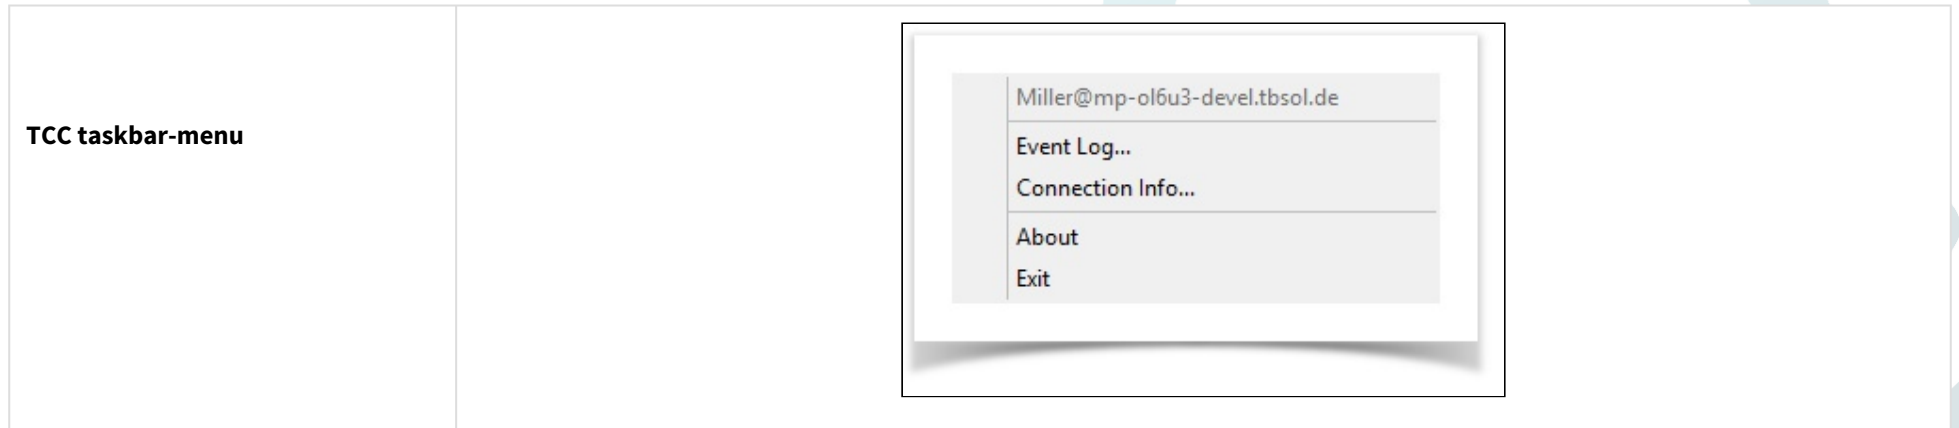 TCC taskbar-menu
Miller@mp-ol6u3-devel.tbsol.de
Event Log...
Connection Info...
About
Exit